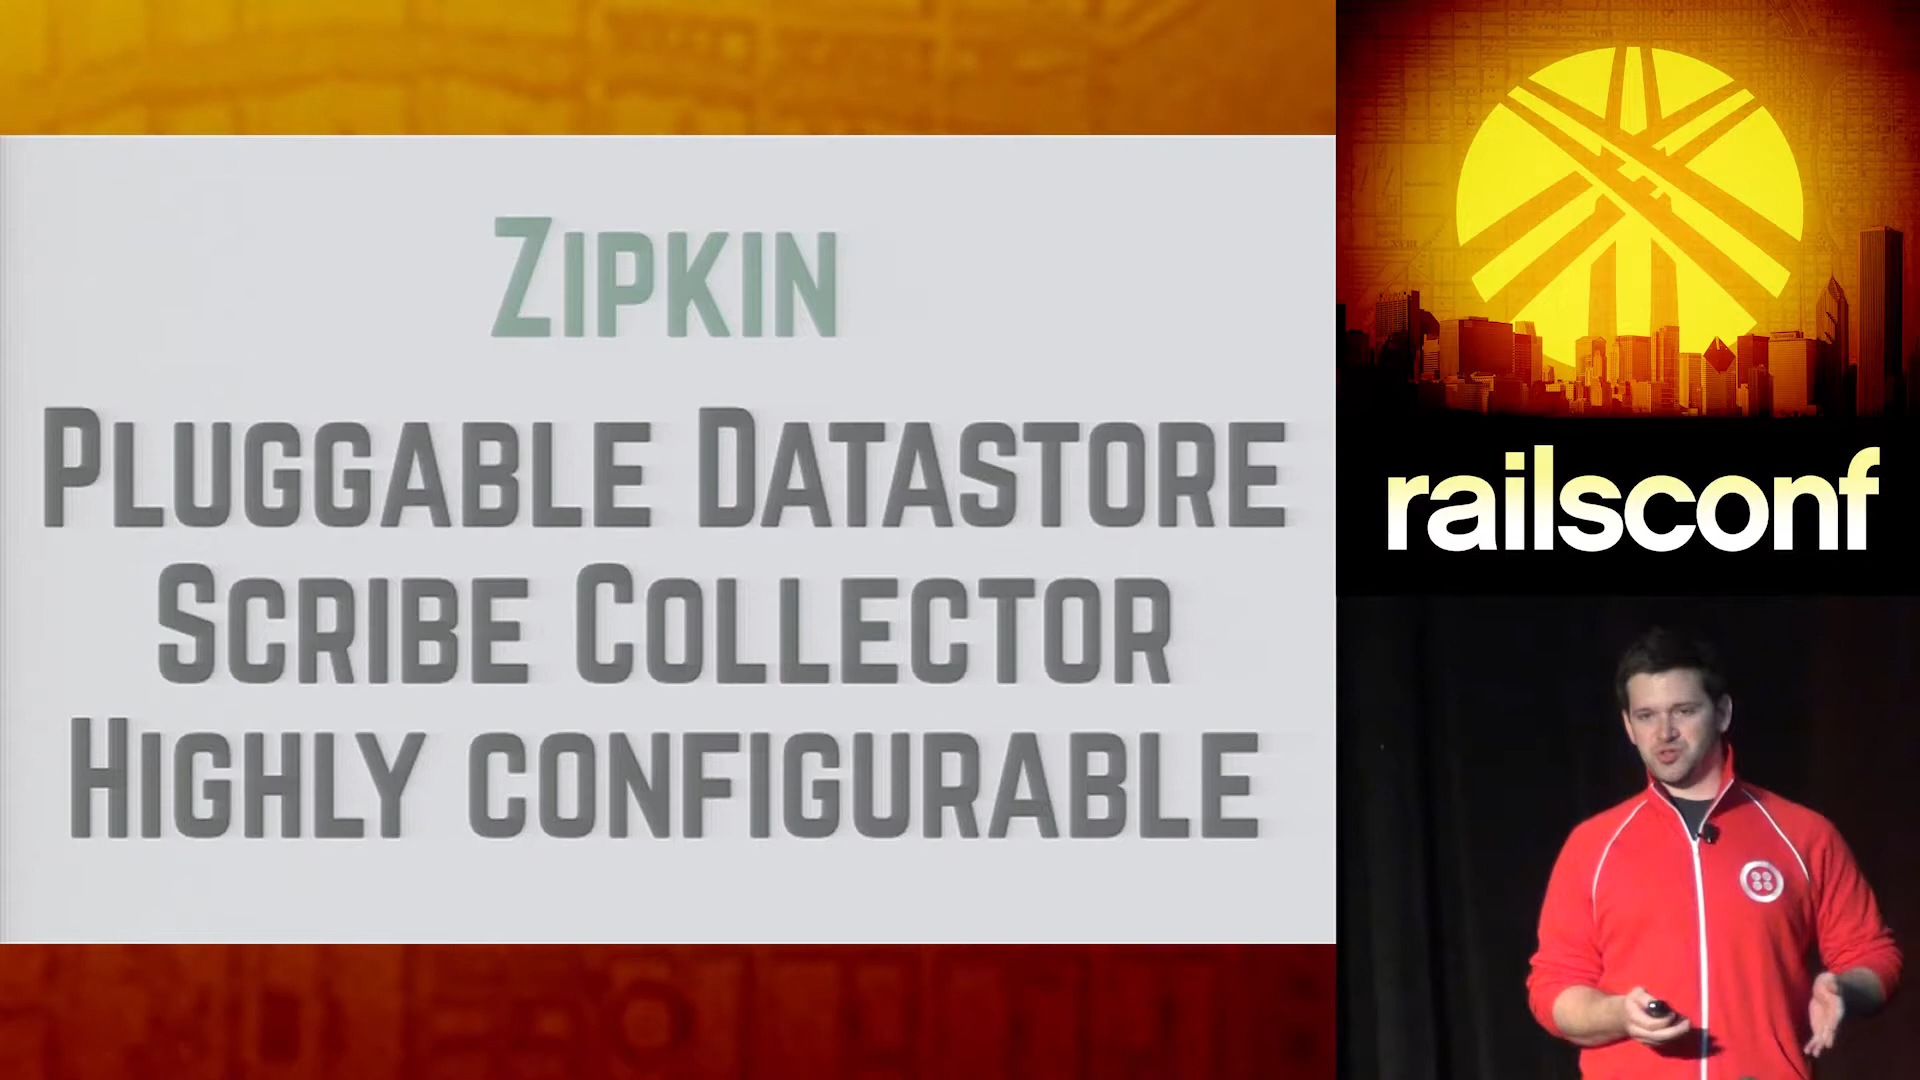 Zipkin
Pluggable Datastore
Scribe Collector
Highly configurable
railsconf